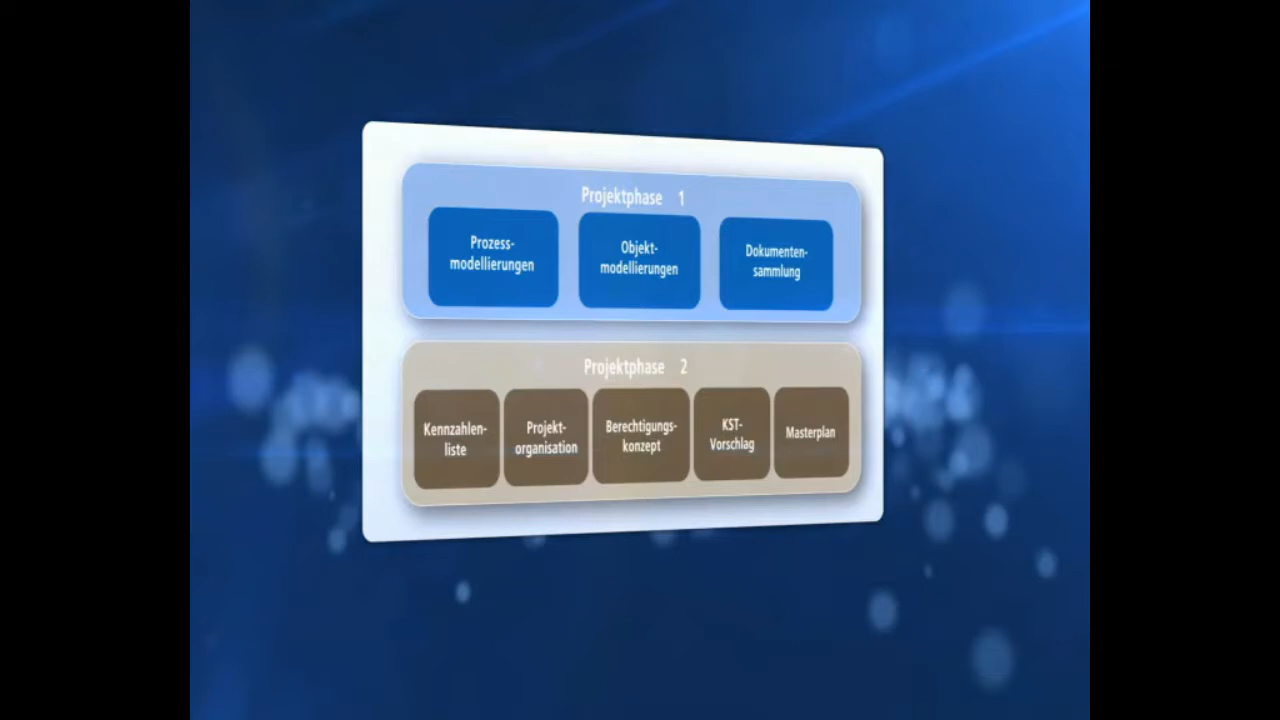 Projektphase 1
Prozess-
modellierungen
Objekt-
modellierungen
Dokumenten-
sammlung
Projektphase 2
Kennzahlen-
liste
Projekt-
organisation
Berechtigungs-
konzept
KST-
Vorschlag
Masterplan